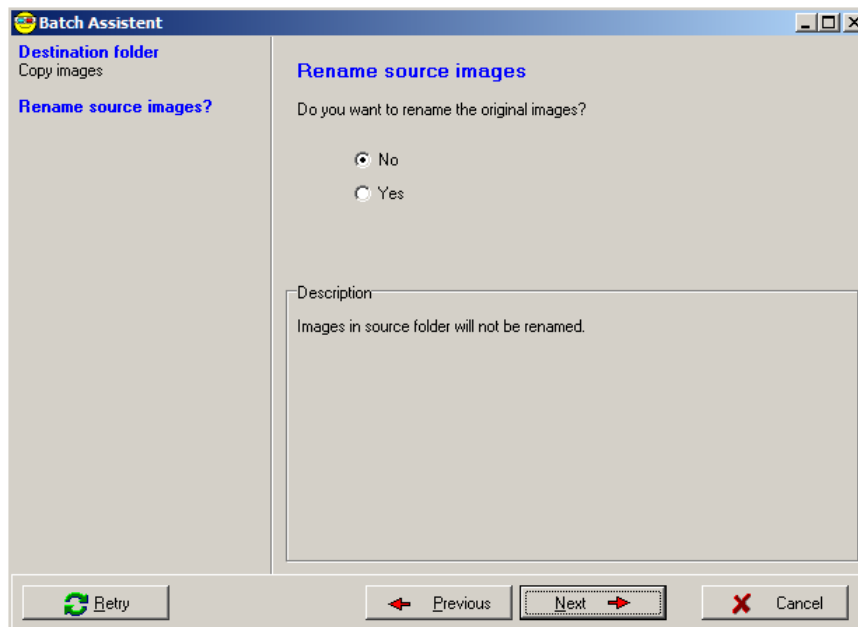 Batch Assistent
Destination folder
Copy images
Rename source images?
Rename source images
Do you want to rename the original images?
No
Yes
Description
Images in source folder will not be renamed.
Retry
Previous
Next
Cancel